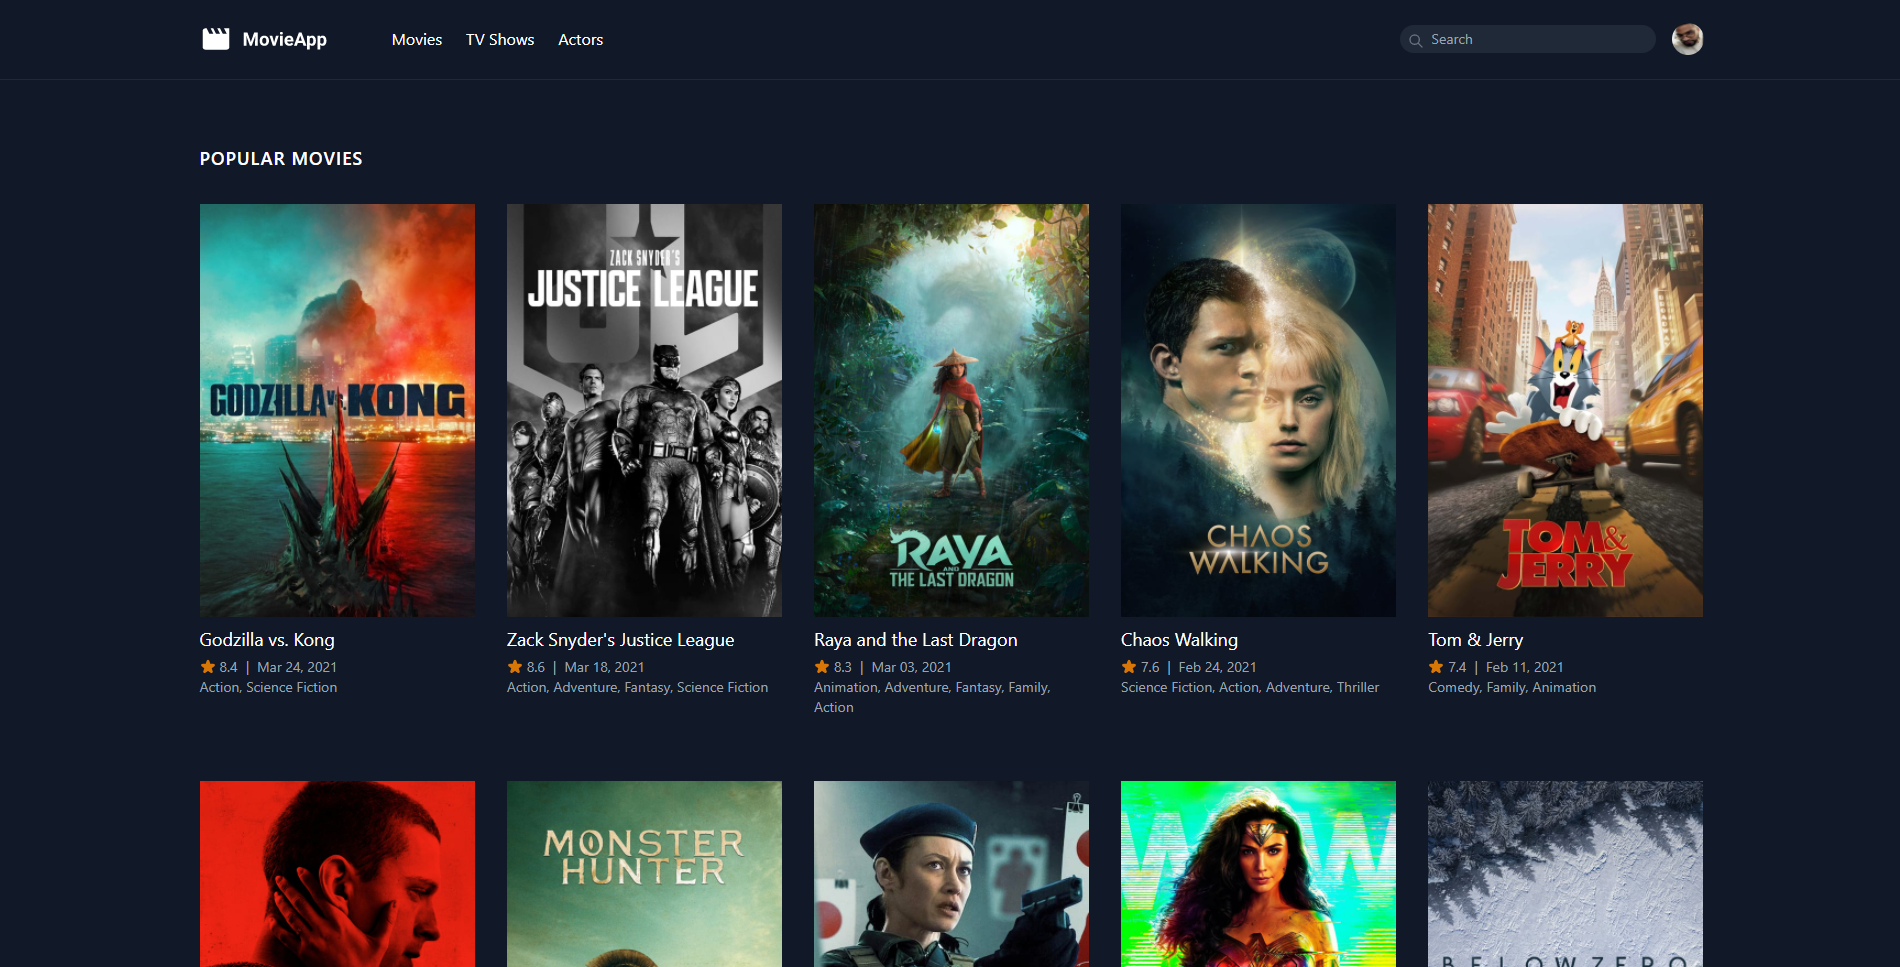 MovieApp
Movies
TV Shows
Actors
Search
POPULAR MOVIES
GODZILLA VS. KONG
ZACK SNYDER'S
JUSTICE LEAGUE
RAYA
AND
THE LAST DRAGON
CHAOS
WALKING
TOM &
JERRY
Godzilla vs. Kong
8.4 | Mar 24, 2021
Action, Science Fiction
Zack Snyder's Justice League
8.6 | Mar 18, 2021
Action, Adventure, Fantasy, Science Fiction
Raya and the Last Dragon
8.3 | Mar 03, 2021
Animation, Adventure, Fantasy, Family,
Action
Chaos Walking
7.6 | Feb 24, 2021
Science Fiction, Action, Adventure, Thriller
Tom & Jerry
7.4 | Feb 11, 2021
Comedy, Family, Animation
MONSTER
HUNTER
WW
BELOW ZERO